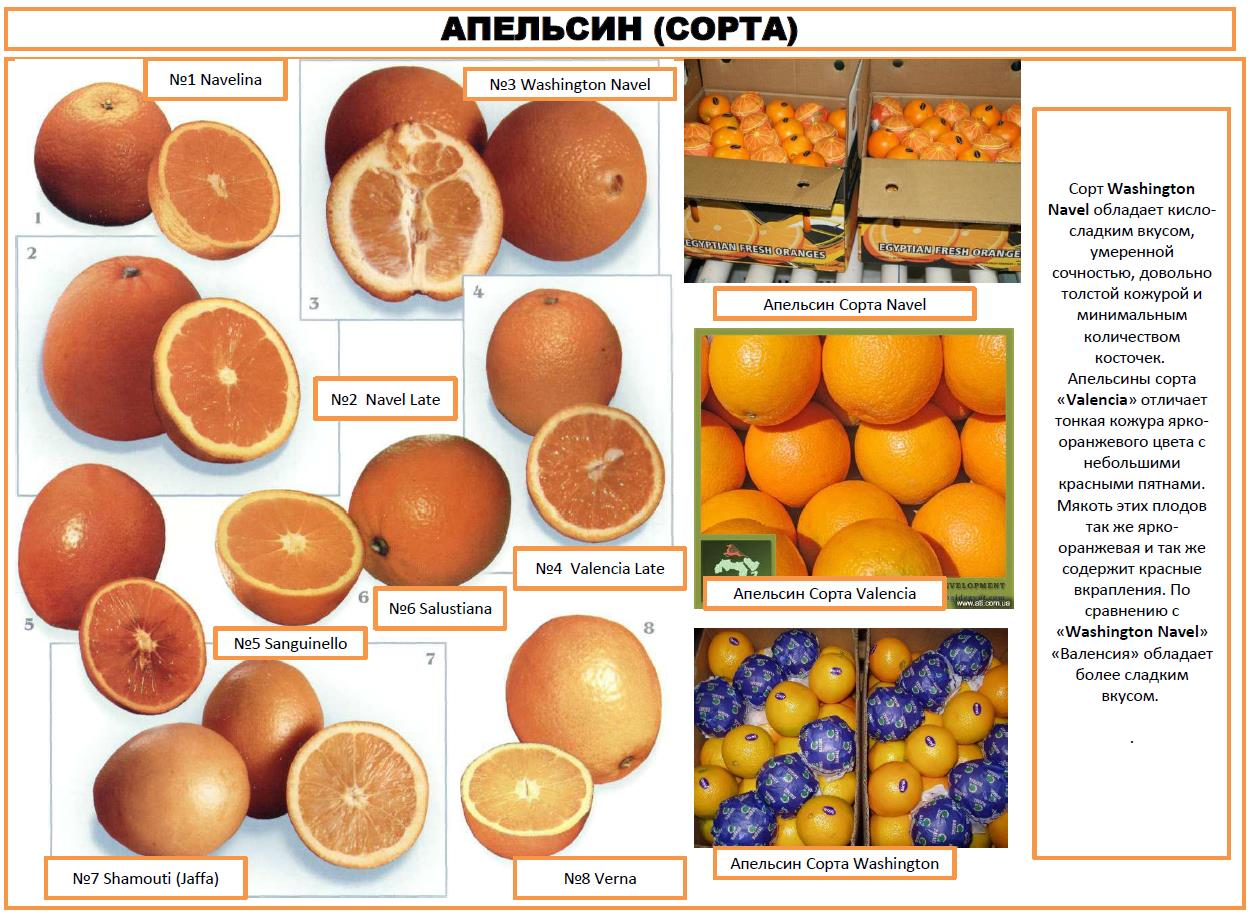 АПЕЛЬСИН (СОРТА)
№1 Navelina
№3 Washington Navel
1
2
3
4
№2  Navel Late
№4  Valencia Late
5
6
№6 Salustiana
№5 Sanguinello
7
8
№7 Shamouti (Jaffa)
№8 Verna
EGYPTIAN FRESH ORANGES
EGYPTIAN FRESH ORANGES
Апельсин Сорта Navel
Апельсин Сорта Valencia
www.ati.com.ua
Апельсин Сорта Washington
Сорт Washington
Navel обладает кисло-
сладким вкусом,
умеренной
сочностью, довольно
толстой кожурой и
минимальным
количеством
косточек.
Апельсины сорта
«Valencia» отличает
тонкая кожура ярко-
оранжевого цвета с
небольшими
красными пятнами.
Мякоть этих плодов
так же ярко-
оранжевая и так же
содержит красные
вкрапления. По
сравнению с
«Washington Navel»
«Валенсия» обладает
более сладким
вкусом.
.